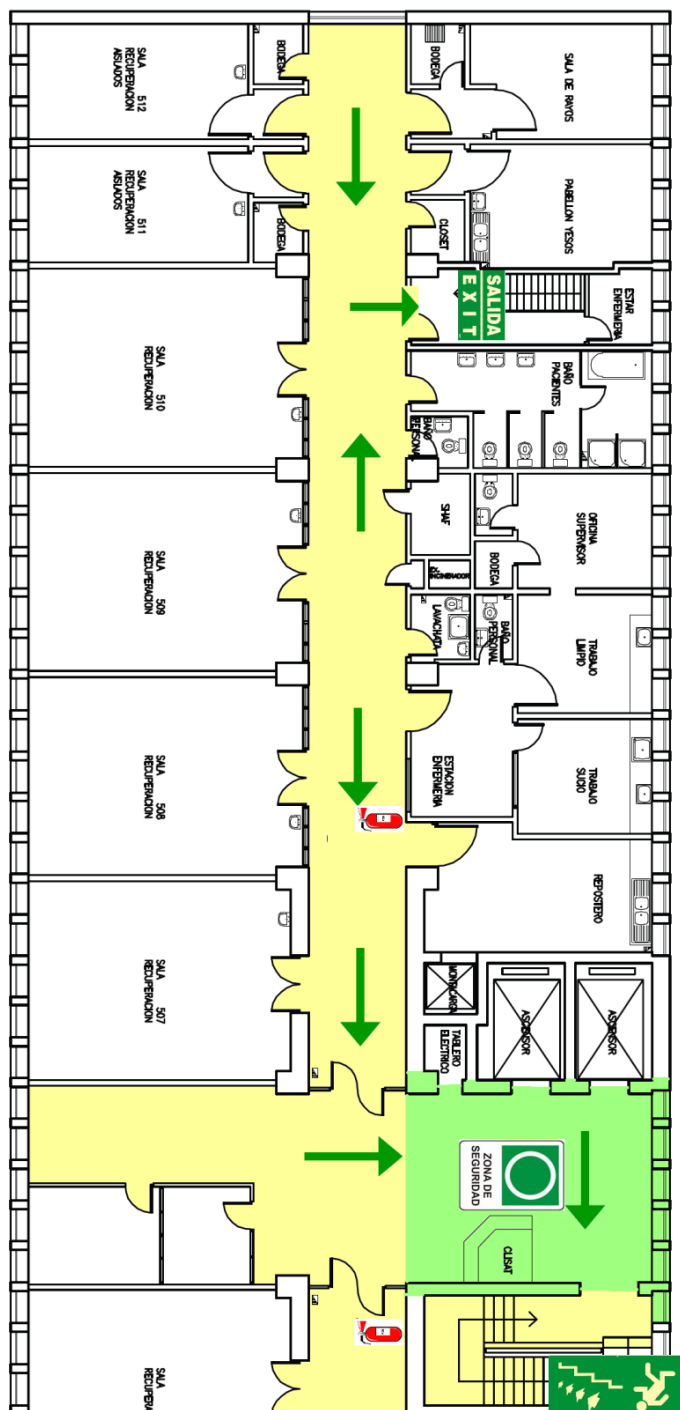 SALA
RECUPERACION 512
AISLADOS
BODEGA
BODEGA
SALA DE RAYOS
SALA
RECUPERACION 511
AISLADOS
BODEGA
CLOSET
PABELLON YESOS
SALIDA
EXIT
ESTAR
ENFERMERIA
SALA
RECUPERACION 510
BAÑO
PACIENTES
BAÑO
PERSONAL
SALA
RECUPERACION 509
SHAF
BODEGA
OFICINA
SUPERVISOR
INCINERADOR
LAVACHATA
BAÑO
PERSONAL
TRABAJO
LIMPIO
SALA
RECUPERACION 508
ESTACION
ENFERMERIA
TRABAJO
SUCIO
REPOSTERO
SALA
RECUPERACION 507
MONTACARGA
ASCENSOR
ASCENSOR
TABLERO
ELECTRICO
ZONA DE
SEGURIDAD
CLISAT
SALA